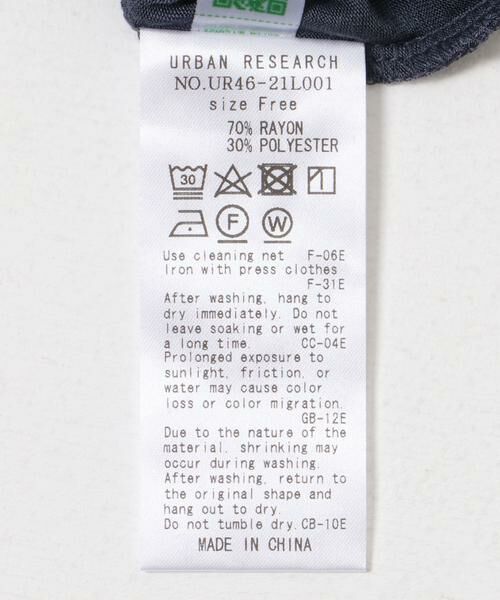 URBAN RESEARCH
NO.UR46-21L001
size Free
70% RAYON
30% POLYESTER
30
F W
Use cleaning net F-06E
Iron with press clothes
F-31E
After washing, hang to
dry immediately. Do not
leave soaking or wet for
a long time. CC-04E
Prolonged exposure to
sunlight, friction, or
water may cause color
loss or color migration.
GB-12E
Due to the nature of the
material, shrinking may
occur during washing.
After washing, return to
the original shape and
hang out to dry.
Do not tumble dry. CB-10E
MADE IN CHINA